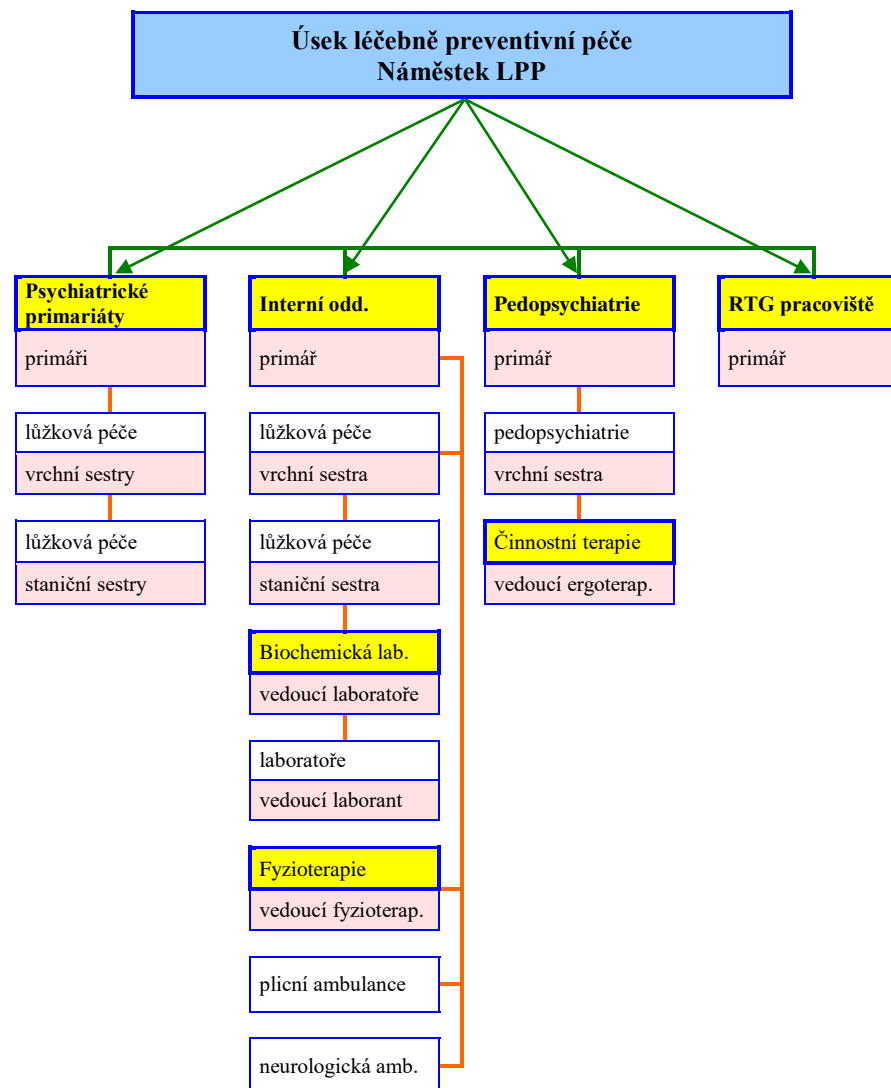 Úsek léčebně preventivní péče
Náměstek LPP
Psychiatrické
primariáty
primáři
lůžková péče
vrchní sestry
lůžková péče
staniční sestry
Interní odd.
primář
lůžková péče
vrchní sestra
lůžková péče
staniční sestra
Biochemická lab.
vedoucí laboratoře
laboratoře
vedoucí laborant
Fyzioterapie
vedoucí fyzioterap.
plicní ambulance
neurologická amb.
Pedopsychiatrie
primář
pedopsychiatrie
vrchní sestra
Činnostní terapie
vedoucí ergoterap.
RTG pracoviště
primář